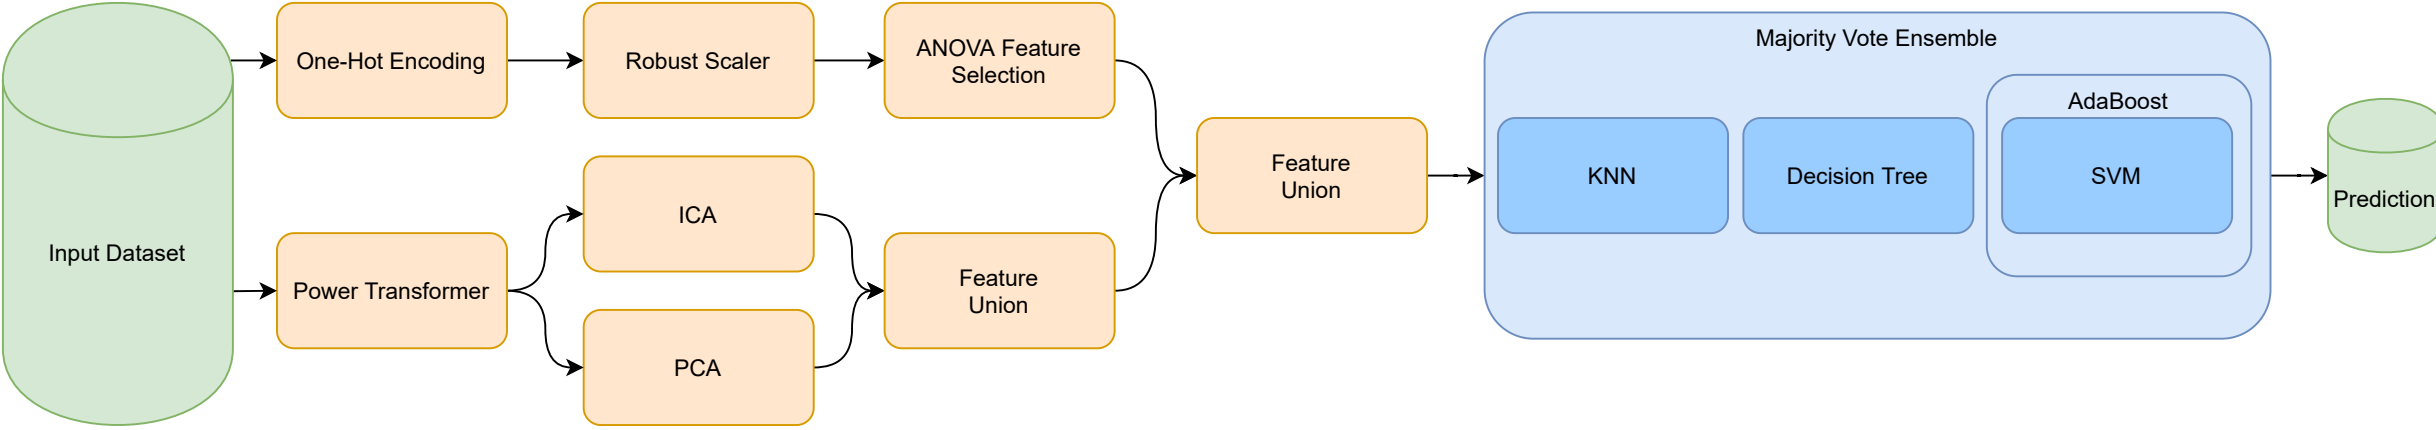 Input Dataset
One-Hot Encoding
Robust Scaler
ANOVA Feature
Selection
Power Transformer
ICA
PCA
Feature
Union
Feature
Union
Majority Vote Ensemble
KNN
Decision Tree
AdaBoost
SVM
Prediction